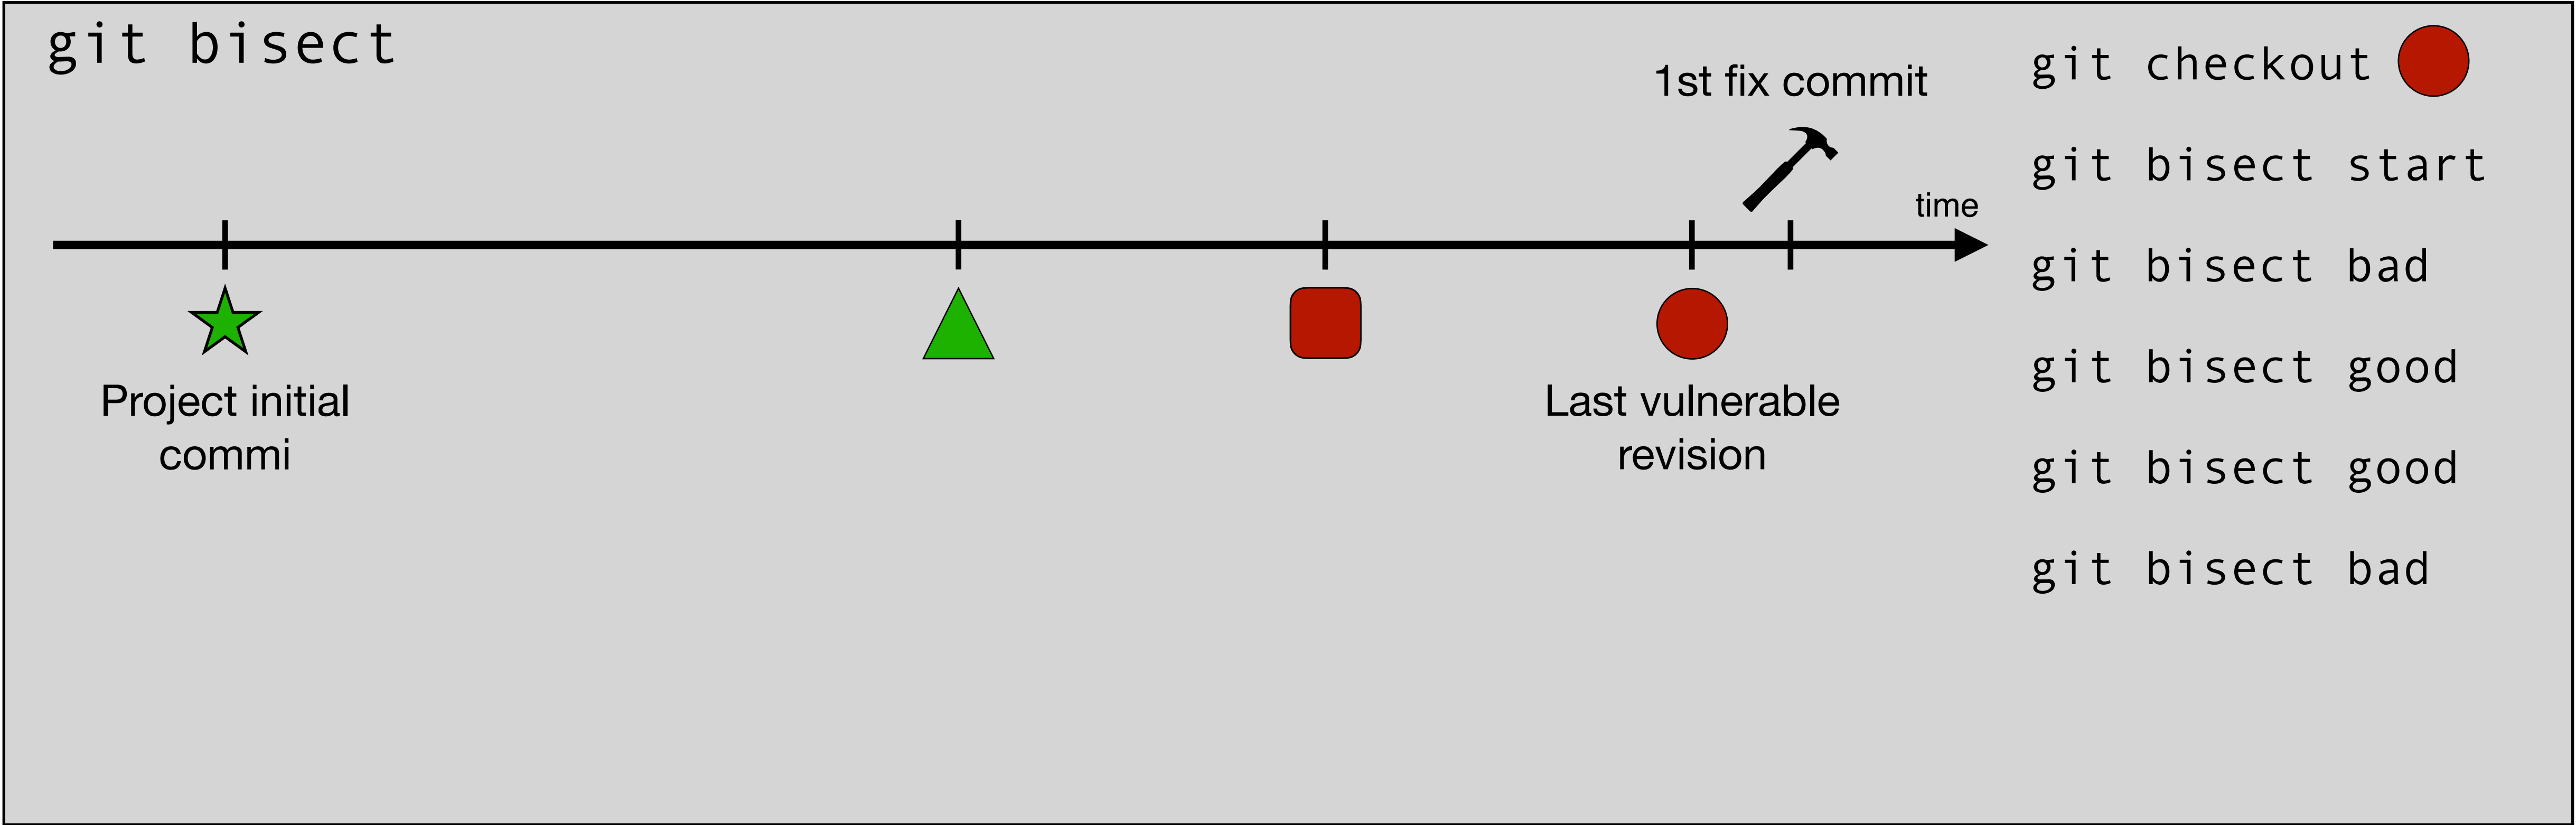 git bisect
1st fix commit
time
Project initial
commi
Last vulnerable
revision
git checkout
git bisect start
git bisect bad
git bisect good
git bisect good
git bisect bad